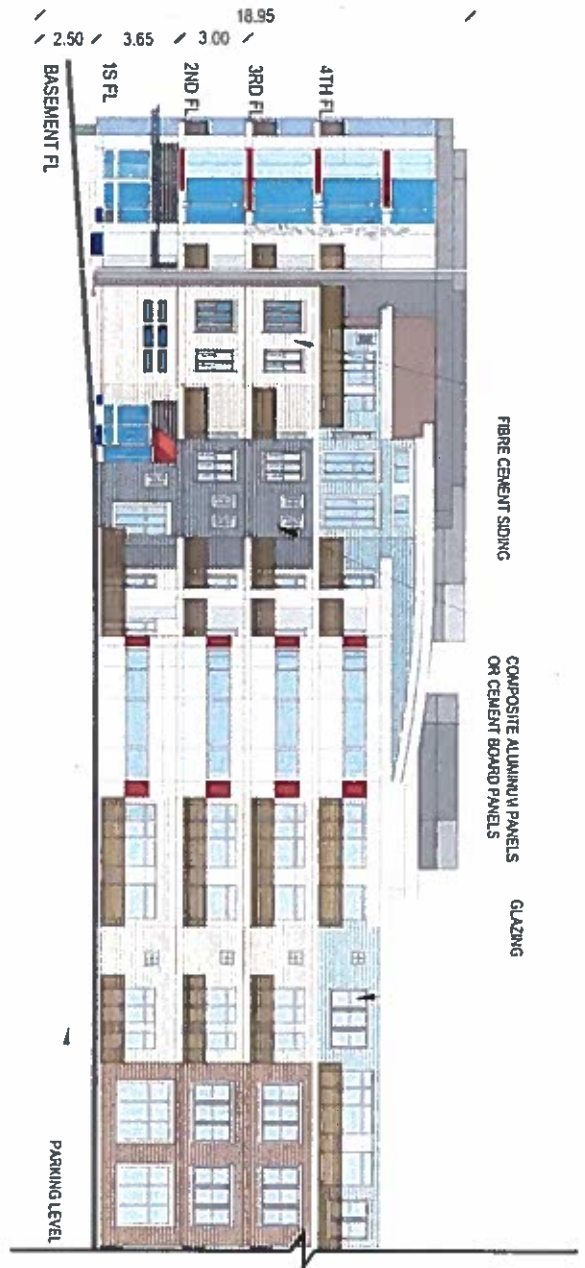 18.95
2.50 3.65 3.00
BASEMENT FL
1S FL
2ND FL
3RD FL
4TH FL
FIBRE CEMENT SIDING
COMPOSITE ALUMINUM PANELS
OR CEMENT BOARD PANELS
GLAZING
PARKING LEVEL